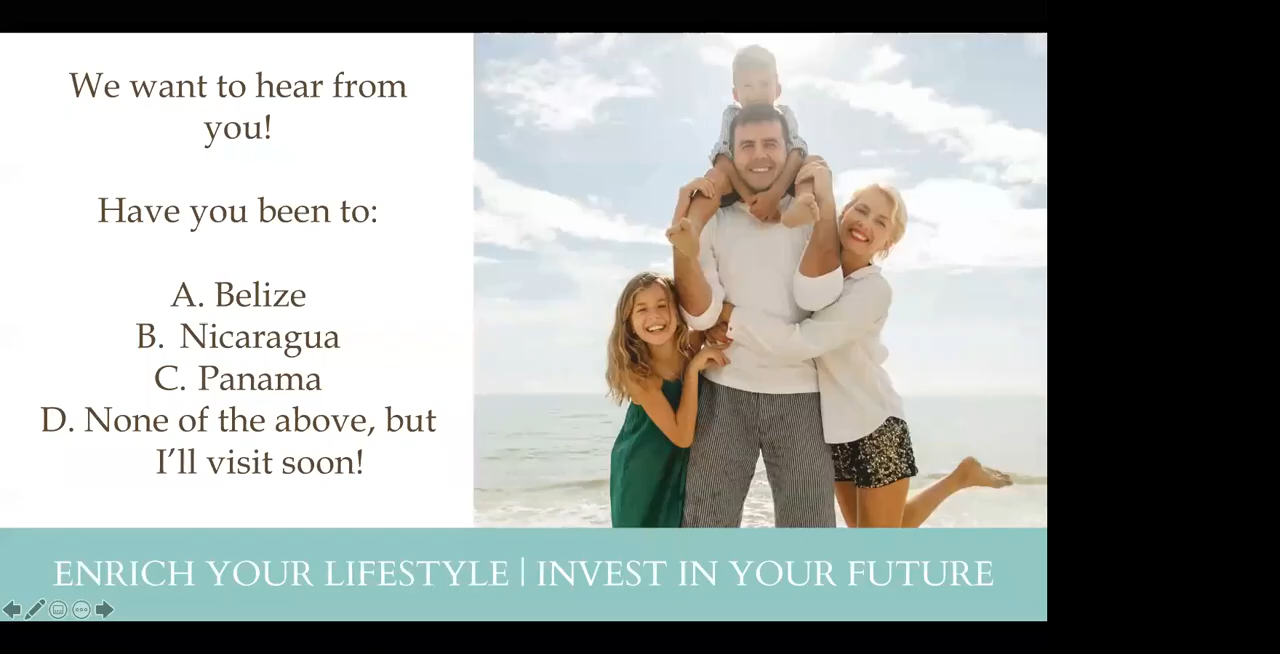 We want to hear from
you!
Have you been to:
A. Belize
B. Nicaragua
C. Panama
D. None of the above, but
I’ll visit soon!
ENRICH YOUR LIFESTYLE | INVEST IN YOUR FUTURE